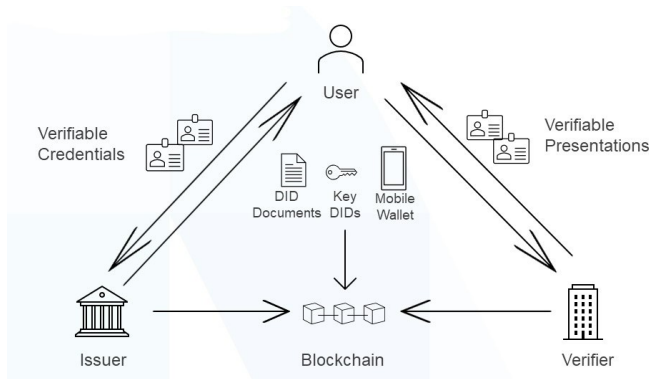 User
Verifiable
Credentials
Verifiable
Presentations
DID
Documents
Key
DIDs
Mobile
Wallet
Issuer
Blockchain
Verifier